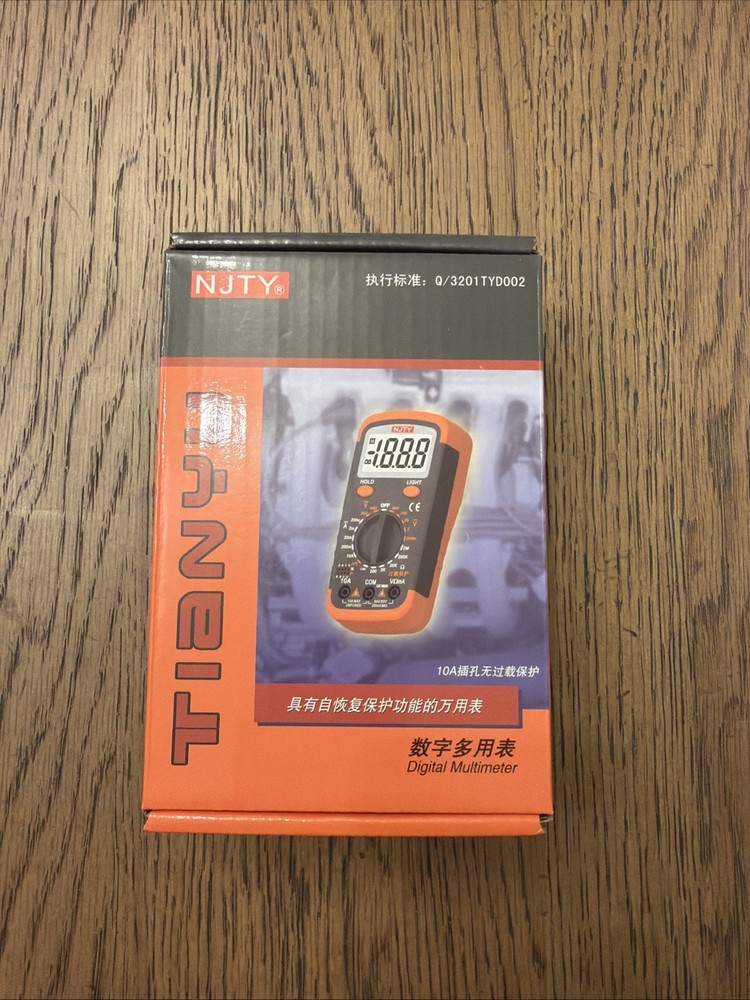 NJTY®
执行标准：Q/3201TYD002
TIANYU
NJTY
-1.8.8.8
HOLD
LIGHT
OFF
CE
10A
COM
VΩmA
10A插孔无过载保护
具有自恢复保护功能的万用表
数字多用表
Digital Multimeter